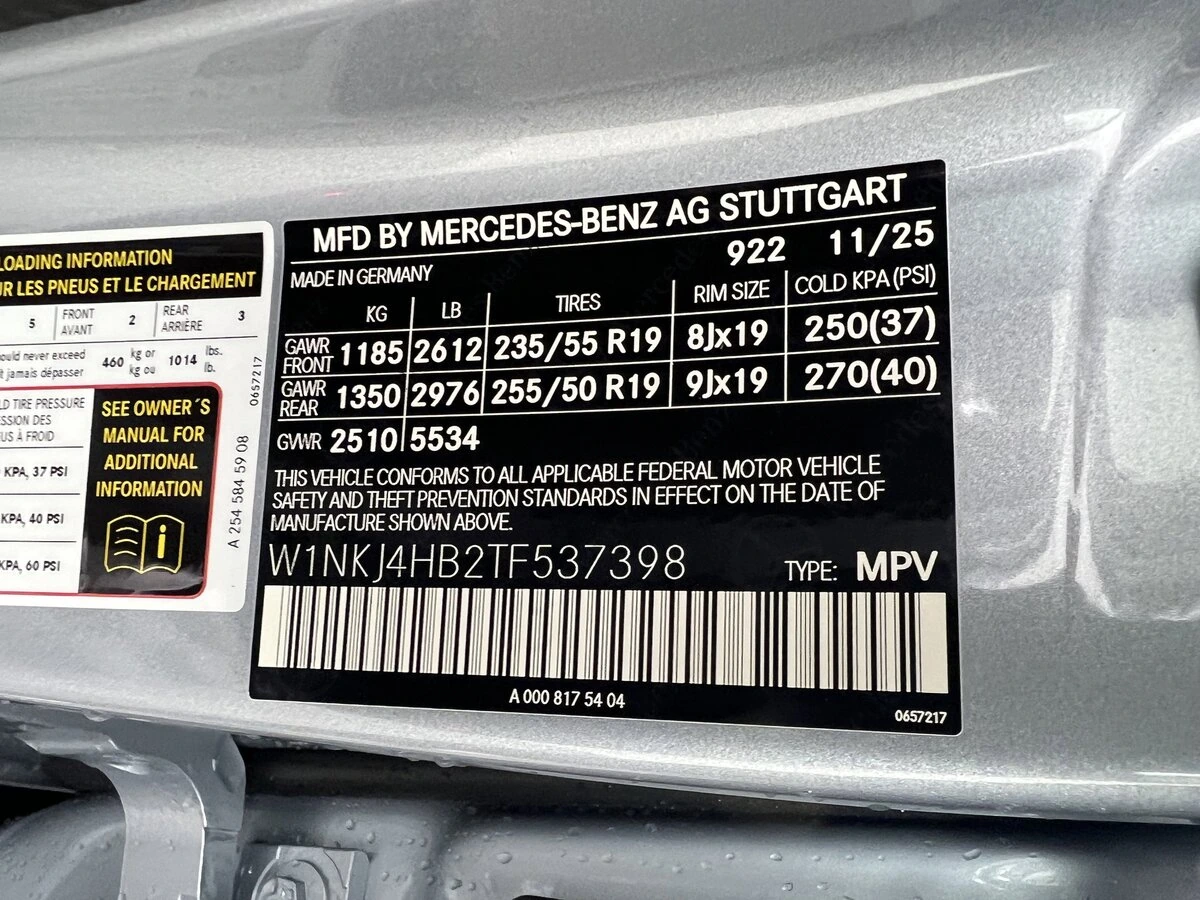 LOADING INFORMATION
UR LES PNEUS ET LE CHARGEMENT
5 FRONT AVANT 2 REAR ARRIÈRE 3
should never exceed
jamais dépasser
460 kg or kg ou 1014 lbs. lb.
TIRE PRESSURE
DES
À FROID
KPA, 37 PSI
KPA, 40 PSI
KPA, 60 PSI
SEE OWNER´S
MANUAL FOR
ADDITIONAL
INFORMATION
i
0657217
A 254 584 59 08
MFD BY MERCEDES-BENZ AG STUTTGART
MADE IN GERMANY 922 11/25
KG LB TIRES RIM SIZE COLD KPA (PSI)
GAWR FRONT 1185 2612 235/55 R19 8Jx19 250(37)
GAWR REAR 1350 2976 255/50 R19 9Jx19 270(40)
GVWR 2510 5534
THIS VEHICLE CONFORMS TO ALL APPLICABLE FEDERAL MOTOR VEHICLE
SAFETY AND THEFT PREVENTION STANDARDS IN EFFECT ON THE DATE OF
MANUFACTURE SHOWN ABOVE.
W1NKJ4HB2TF537398 TYPE: MPV
A 000 817 54 04
0657217